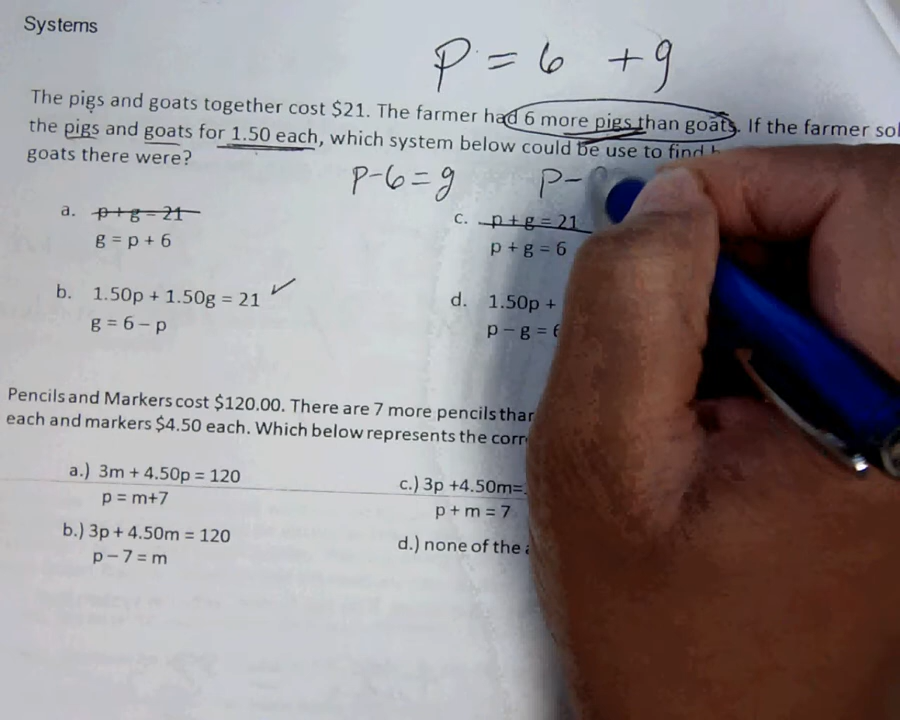 Systems
P = 6 + g
The pigs and goats together cost $21. The farmer had 6 more pigs than goats. If the farmer sol
the pigs and goats for 1.50 each, which system below could be use to find
goats there were?
P-6=g P-
a. p+g=21
g = p + 6
c. p+g=21
p + g = 6
b. 1.50p + 1.50g = 21 ✓
g = 6 – p
d. 1.50p +
p – g = 6
Pencils and Markers cost $120.00. There are 7 more pencils than
each and markers $4.50 each. Which below represents the corr
a.) 3m + 4.50p = 120
p = m+7
c.) 3p +4.50m=
p + m = 7
b.) 3p + 4.50m = 120
p – 7 = m
d.) none of the